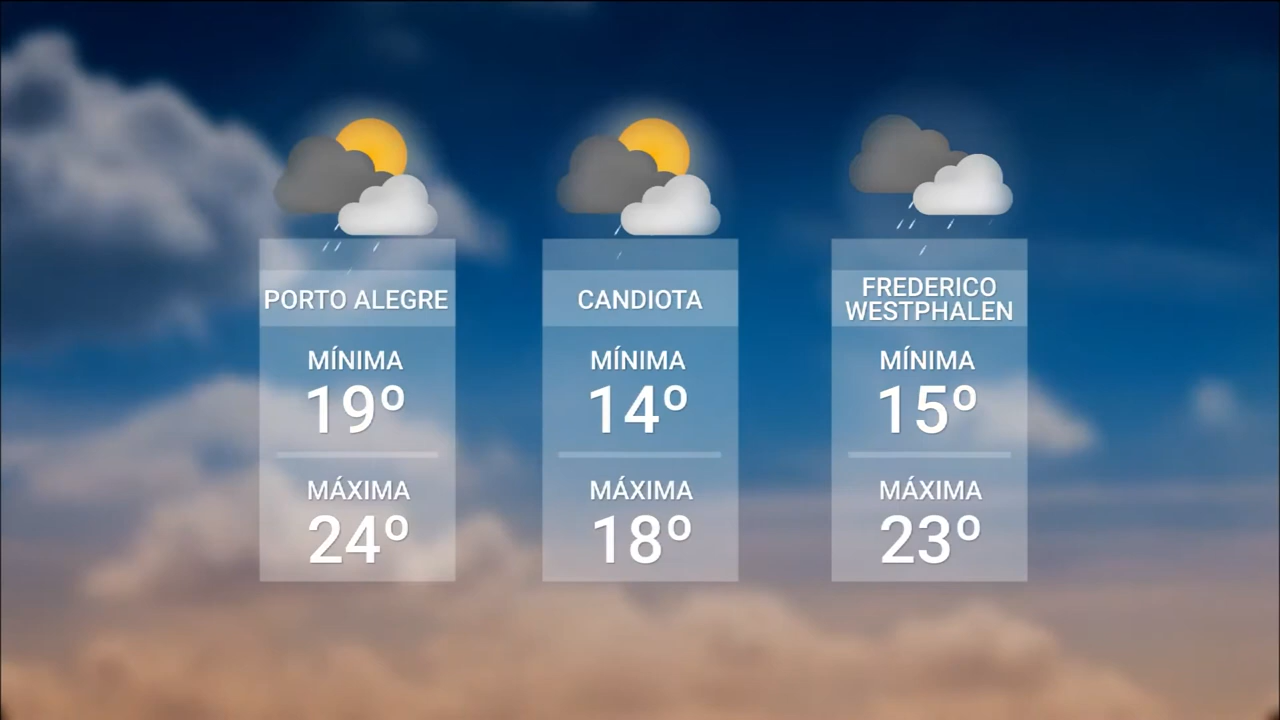 PORTO ALEGRE
MÍNIMA
19º
MÁXIMA
24º
CANDIOTA
MÍNIMA
14º
MÁXIMA
18º
FREDERICO
WESTPHALEN
MÍNIMA
15º
MÁXIMA
23º